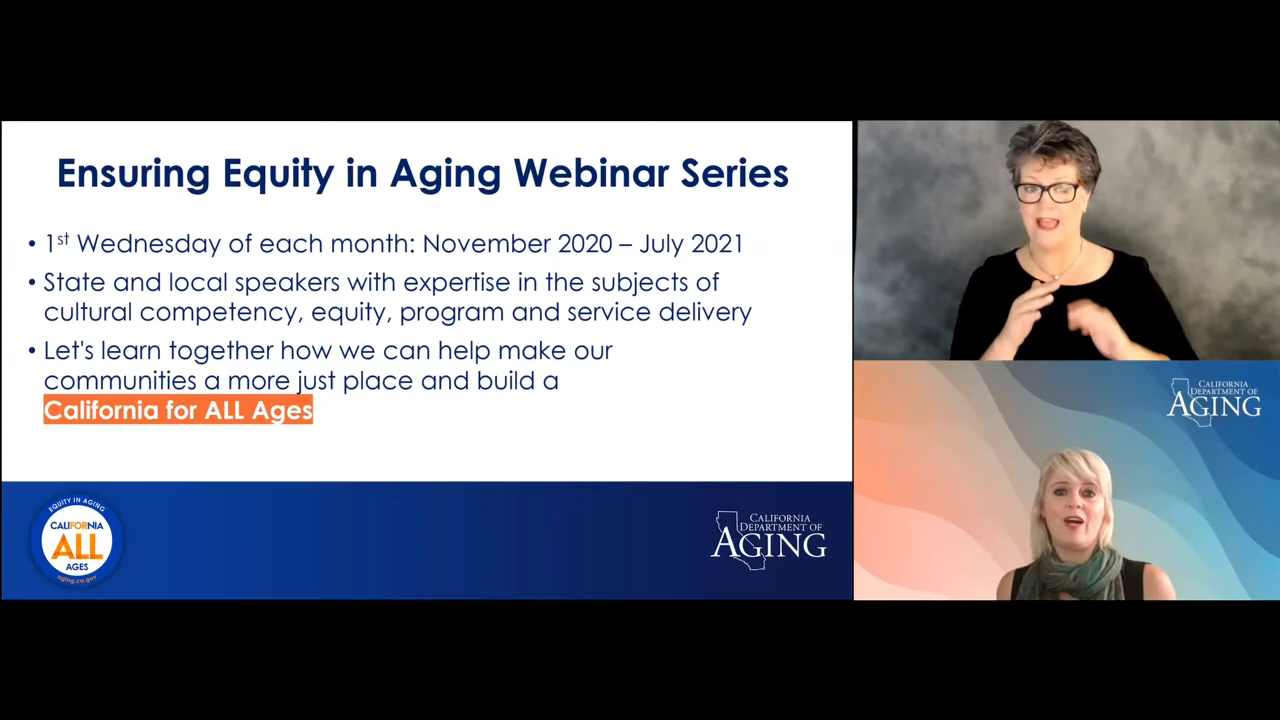 Ensuring Equity in Aging Webinar Series
• 1st Wednesday of each month: November 2020 – July 2021
• State and local speakers with expertise in the subjects of
cultural competency, equity, program and service delivery
• Let's learn together how we can help make our
communities a more just place and build a
California for ALL Ages
EQUITY IN AGING
CALIFORNIA
ALL
AGES
aging.ca.gov
CALIFORNIA
DEPARTMENT OF
AGING
CALIFORNIA
DEPARTMENT OF
AGING